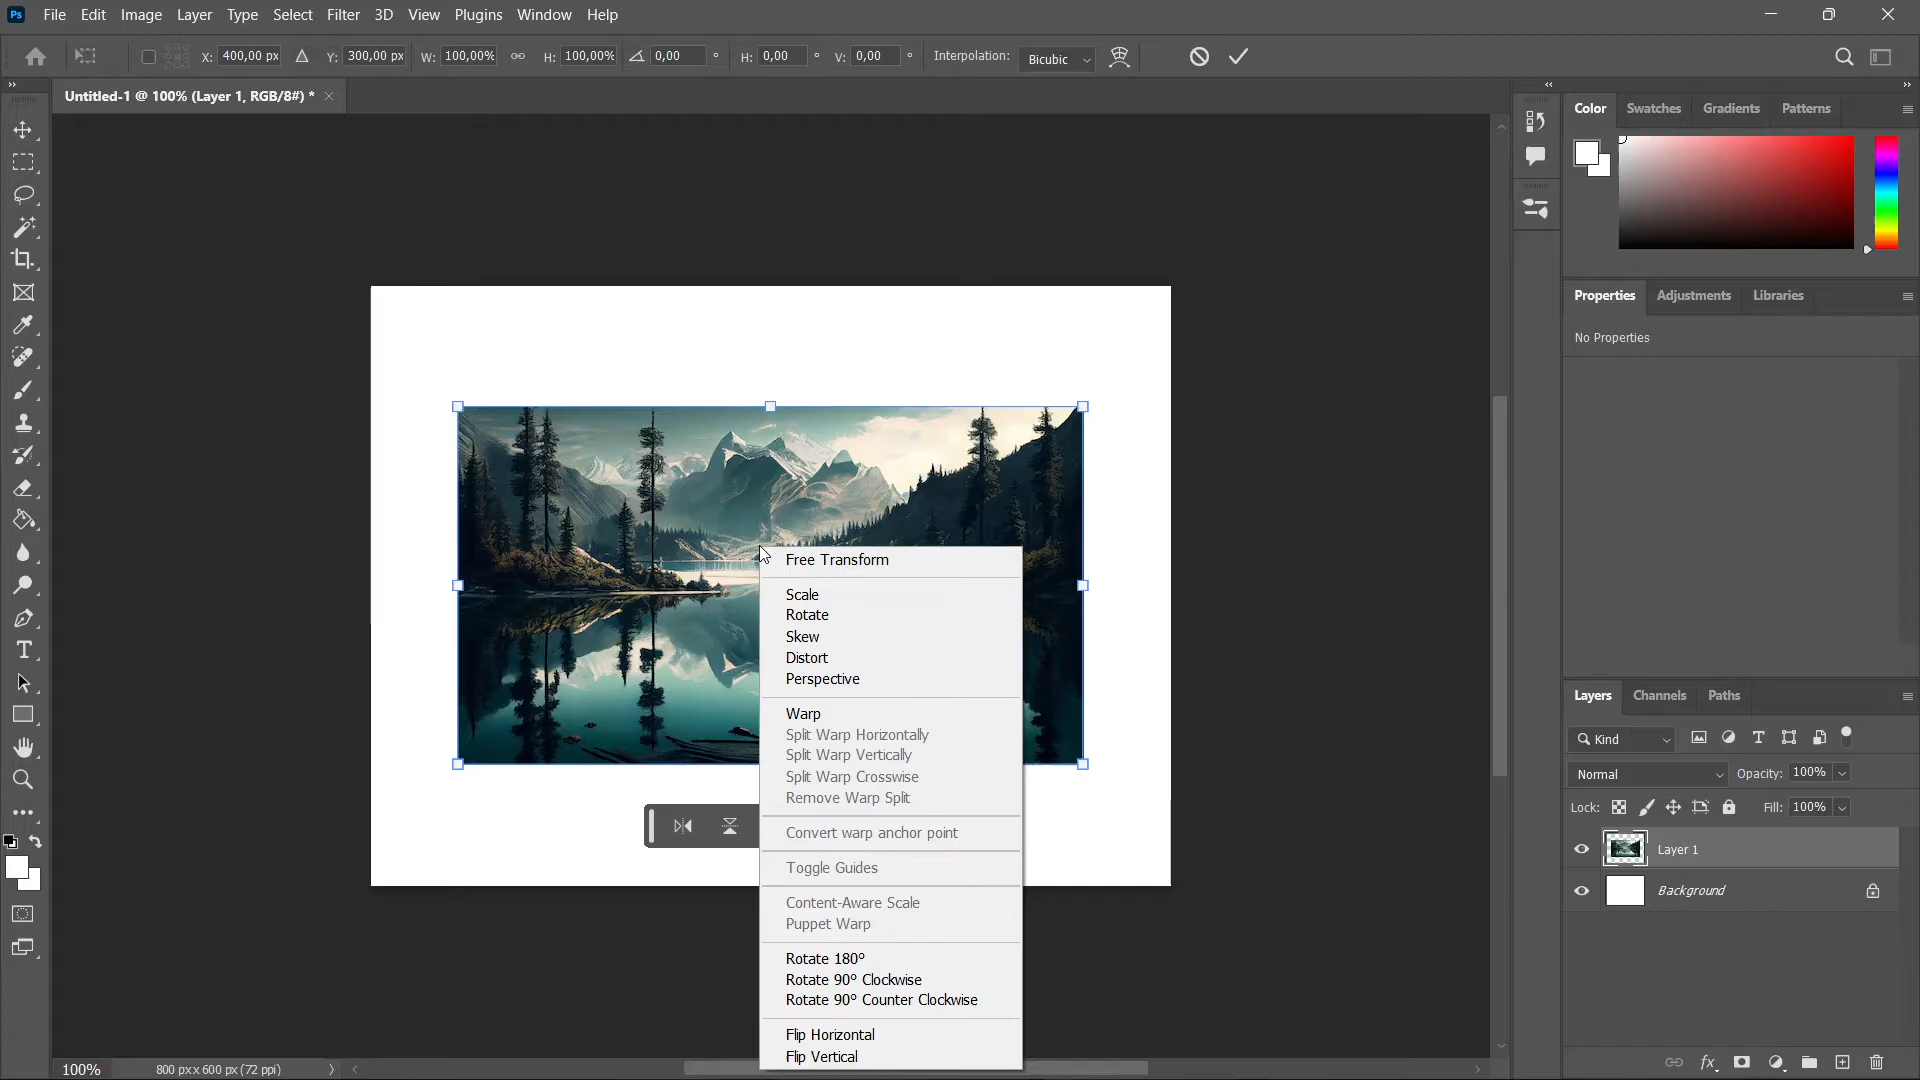 Ps File Edit Image Layer Type Select Filter 3D View Plugins Window Help
X: 400,00 px Y: 300,00 px W: 100,00% H: 100,00% 0,00 ° H: 0,00 ° V: 0,00 ° Interpolation: Bicubic
Untitled-1 @ 100% (Layer 1, RGB/8#) *
Color Swatches Gradients Patterns
Properties Adjustments Libraries
No Properties
Free Transform
Scale
Rotate
Skew
Distort
Perspective
Warp
Split Warp Horizontally
Split Warp Vertically
Split Warp Crosswise
Remove Warp Split
Convert warp anchor point
Toggle Guides
Content-Aware Scale
Puppet Warp
Rotate 180°
Rotate 90° Clockwise
Rotate 90° Counter Clockwise
Flip Horizontal
Flip Vertical
Layers Channels Paths
Kind
Normal Opacity: 100%
Lock: Fill: 100%
Layer 1
Background
fx
100% 800 px x 600 px (72 ppi)